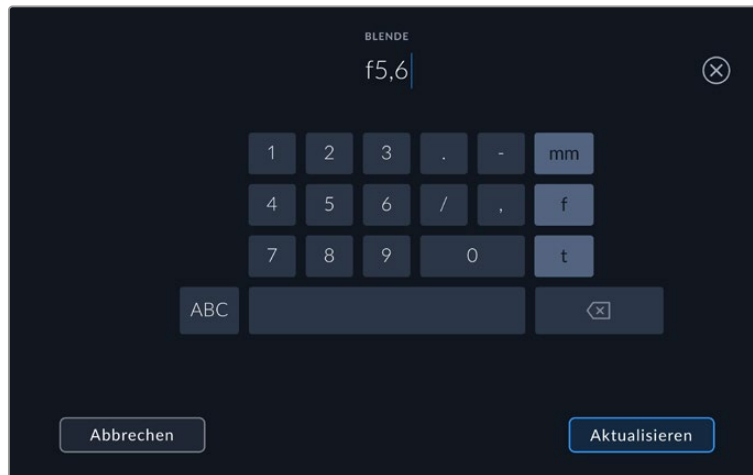 BLENDE
f5,6
1 2 3 . - mm
4 5 6 / , f
7 8 9 0 t
ABC
Abbrechen Aktualisieren